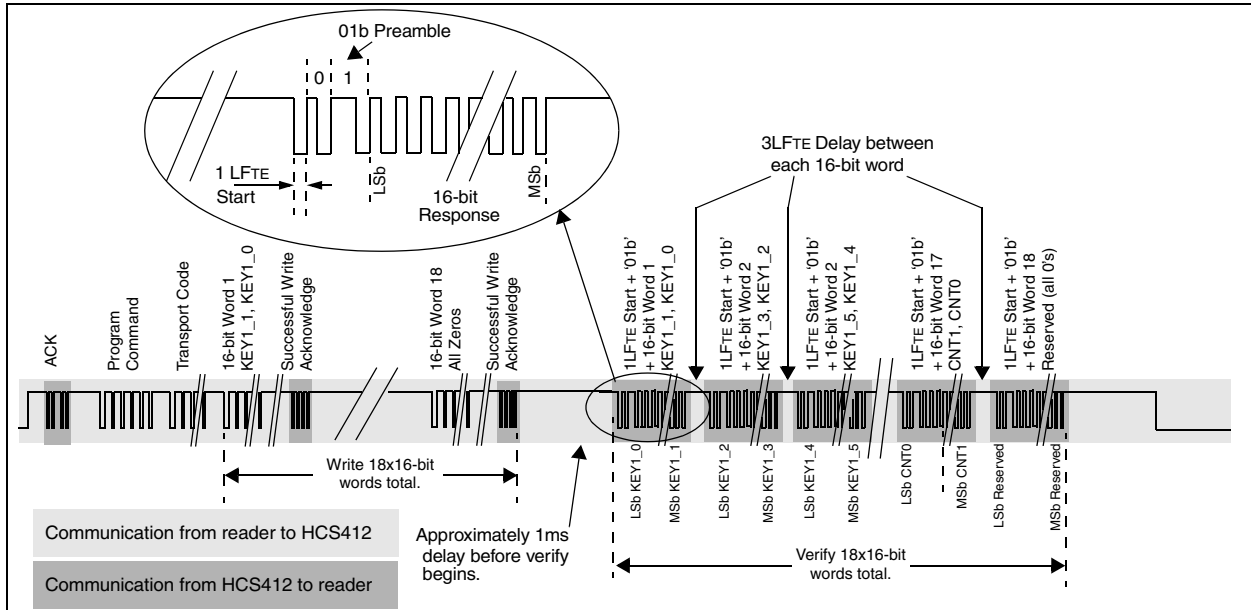 01b Preamble
0 1
1 LFTE
Start
LSb
16-bit
Response
MSb
3LFTE Delay between
each 16-bit word
ACK
Program
Command
Transport Code
16-bit Word 1
KEY1_1, KEY1_0
Successful Write
Acknowledge
16-bit Word 18
All Zeros
Successful Write
Acknowledge
1LFTE Start + ‘01b’
+ 16-bit Word 1
KEY1_1, KEY1_0
1LFTE Start + ‘01b’
+ 16-bit Word 2
KEY1_3, KEY1_2
1LFTE Start + ‘01b’
+ 16-bit Word 2
KEY1_5, KEY1_4
1LFTE Start + ‘01b’
+ 16-bit Word 17
CNT1, CNT0
1LFTE Start + ‘01b’
+ 16-bit Word 18
Reserved (all 0's)
LSb KEY1_0
MSb KEY1_1
LSb KEY1_2
MSb KEY1_3
LSb KEY1_4
MSb KEY1_5
LSb CNT0
MSb CNT1
LSb Reserved
MSb Reserved
Write 18x16-bit
words total.
Approximately 1ms
delay before verify
begins.
Verify 18x16-bit
words total.
Communication from reader to HCS412
Communication from HCS412 to reader